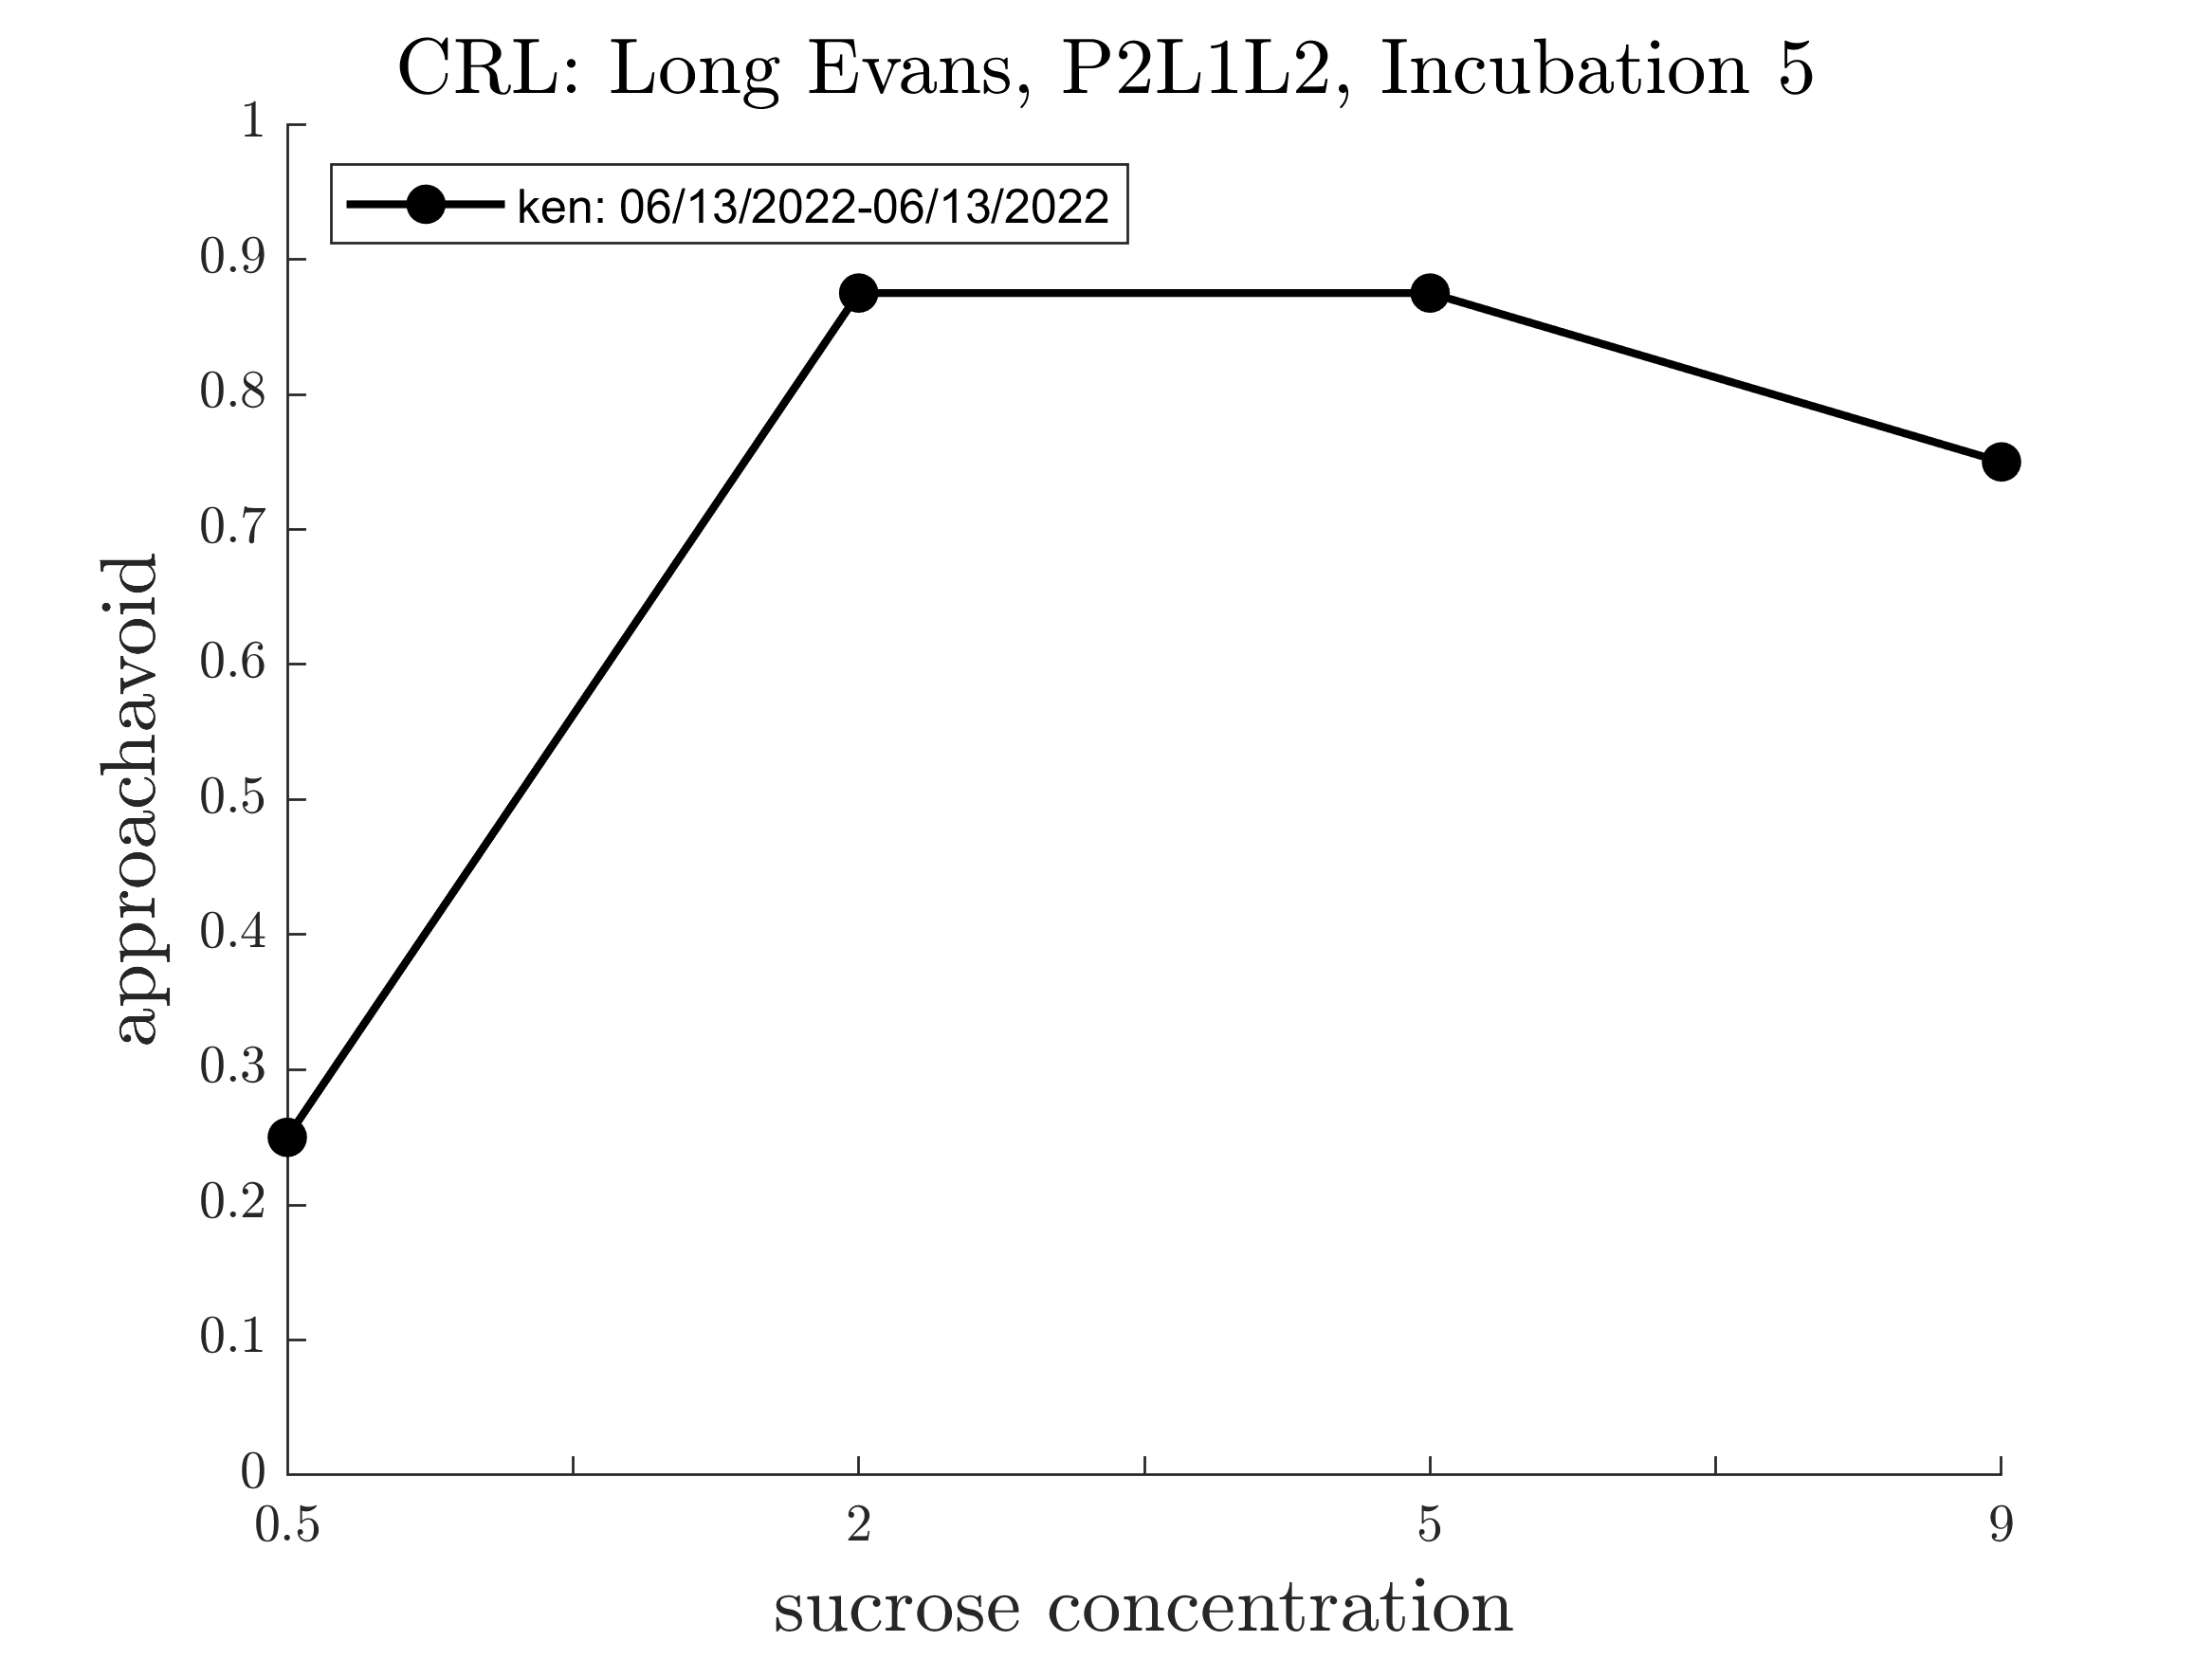 CRL: Long Evans, P2L1L2, Incubation 5
ken: 06/13/2022-06/13/2022
approachavoid
1
0.9
0.8
0.7
0.6
0.5
0.4
0.3
0.2
0.1
0
0.5 2 5 9
sucrose concentration